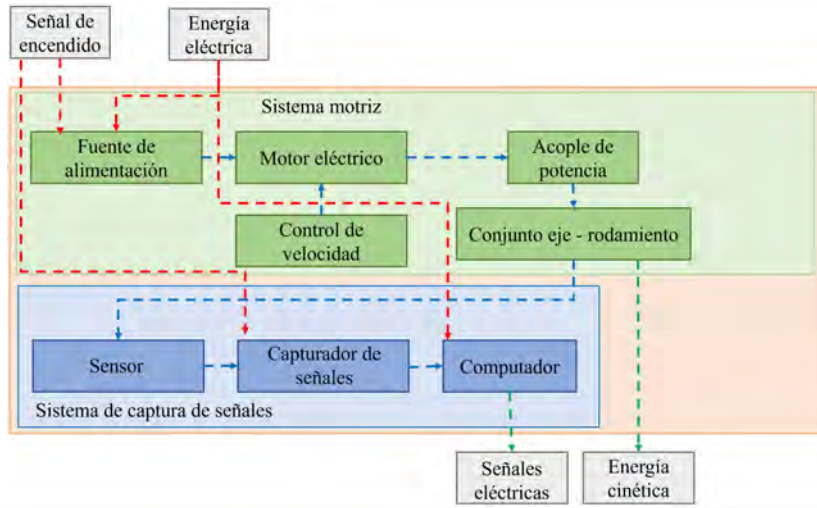 Señal de
encendido
Energía
eléctrica
Sistema motriz
Fuente de
alimentación
Motor eléctrico
Acople de
potencia
Control de
velocidad
Conjunto eje - rodamiento
Sensor
Capturador de
señales
Computador
Sistema de captura de señales
Señales
eléctricas
Energía
cinética